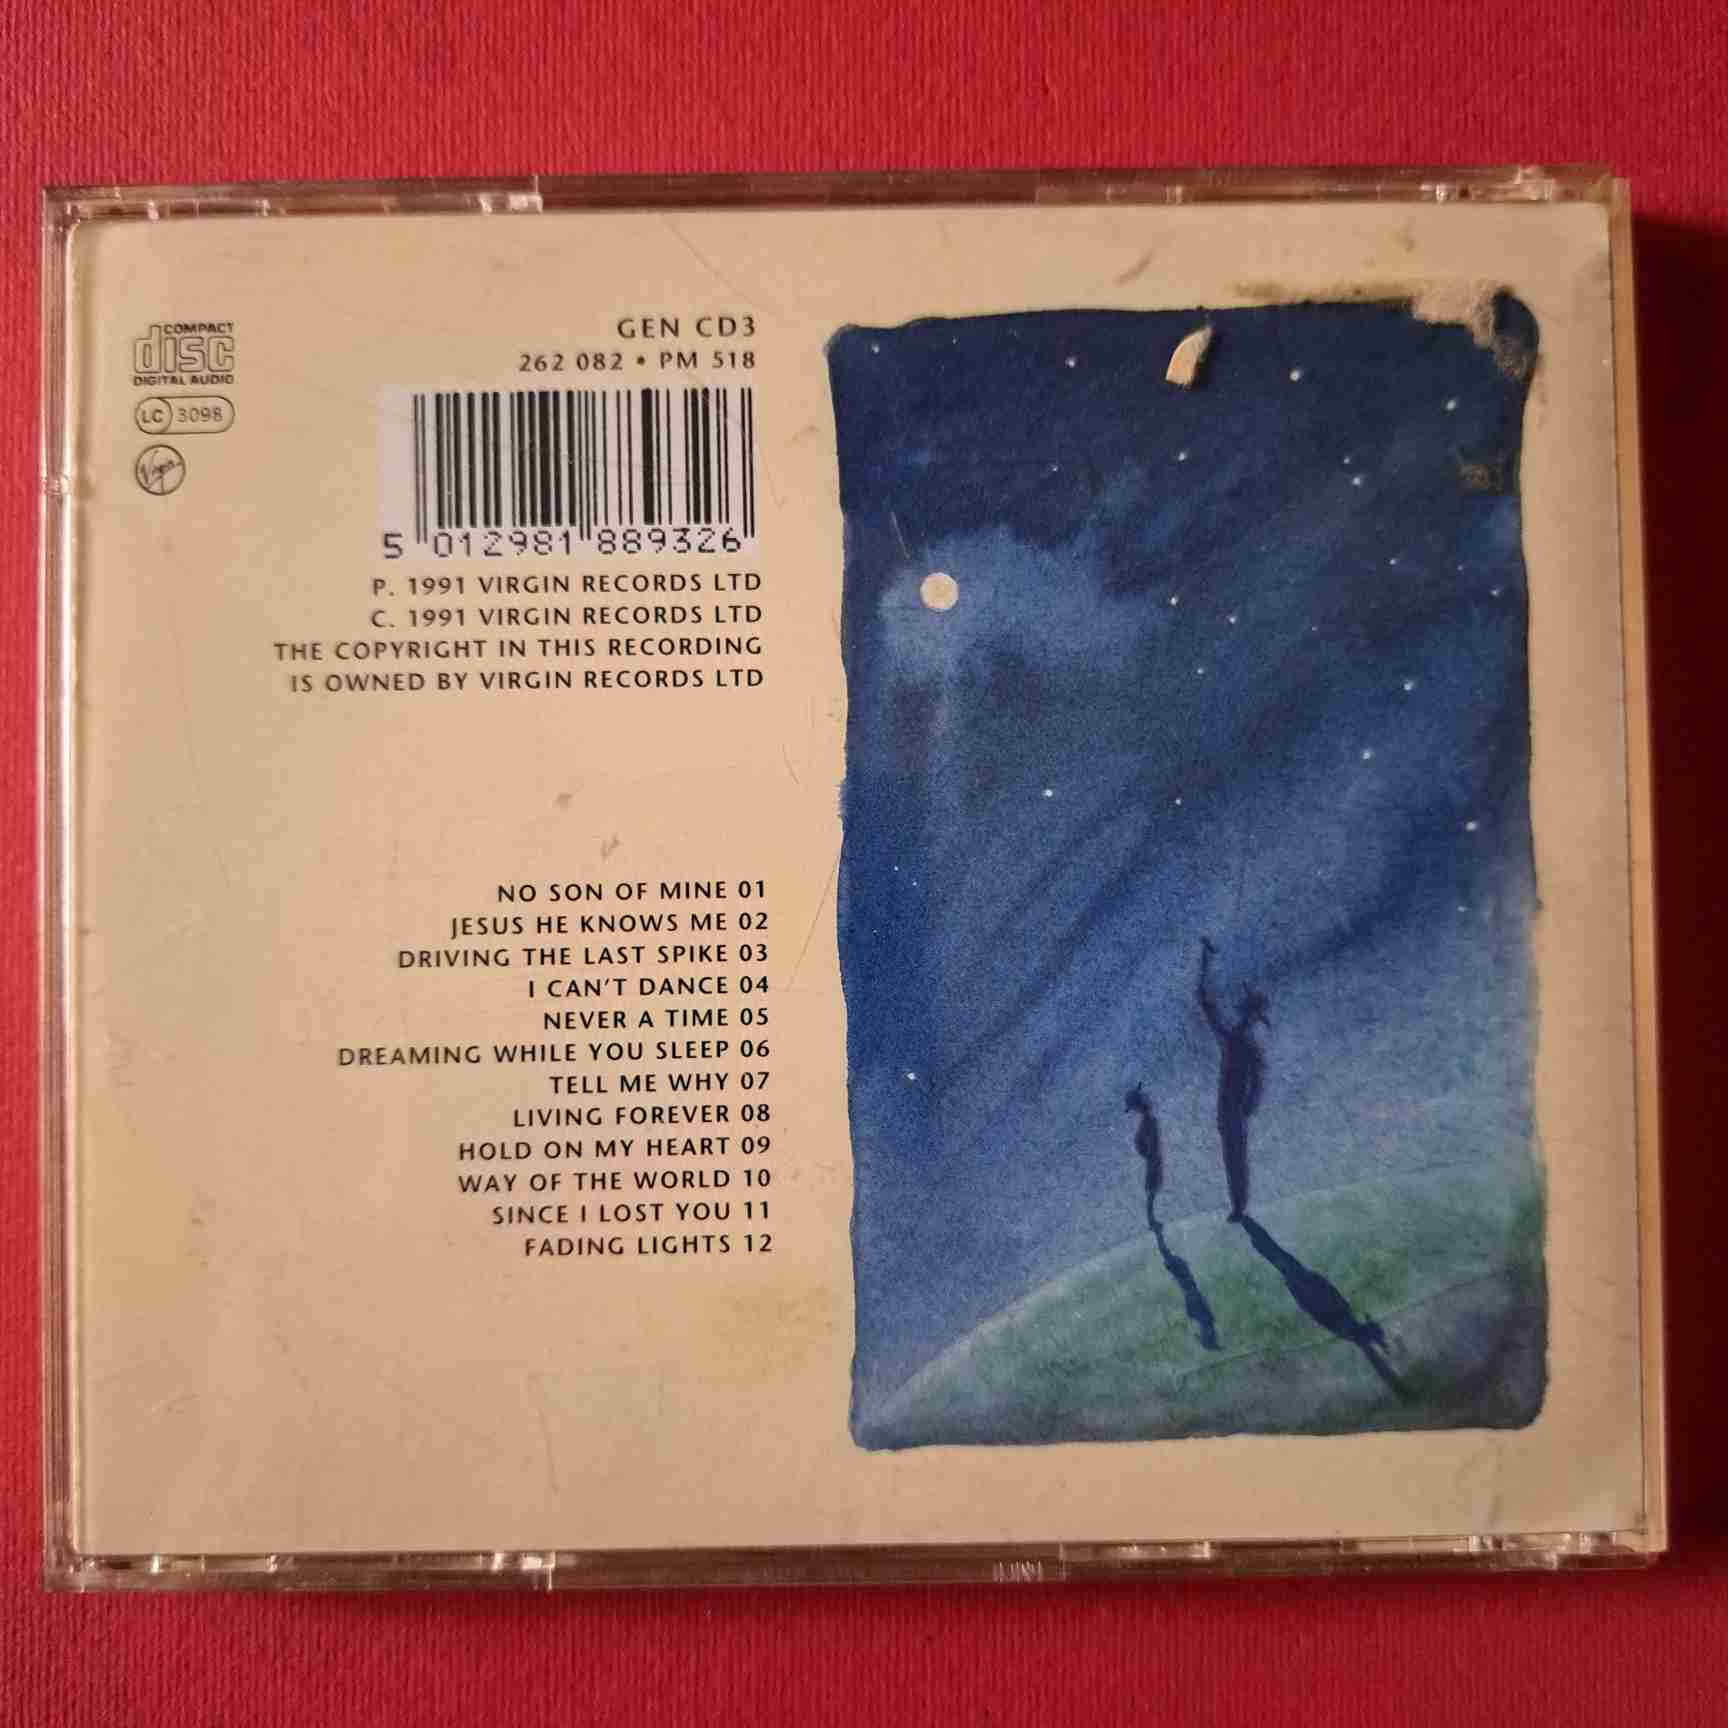 COMPACT
disc
DIGITAL AUDIO
LC 3098
Virgin
GEN CD3
262 082 • PM 518
5 012981 889326
P. 1991 VIRGIN RECORDS LTD
C. 1991 VIRGIN RECORDS LTD
THE COPYRIGHT IN THIS RECORDING
IS OWNED BY VIRGIN RECORDS LTD
NO SON OF MINE 01
JESUS HE KNOWS ME 02
DRIVING THE LAST SPIKE 03
I CAN'T DANCE 04
NEVER A TIME 05
DREAMING WHILE YOU SLEEP 06
TELL ME WHY 07
LIVING FOREVER 08
HOLD ON MY HEART 09
WAY OF THE WORLD 10
SINCE I LOST YOU 11
FADING LIGHTS 12